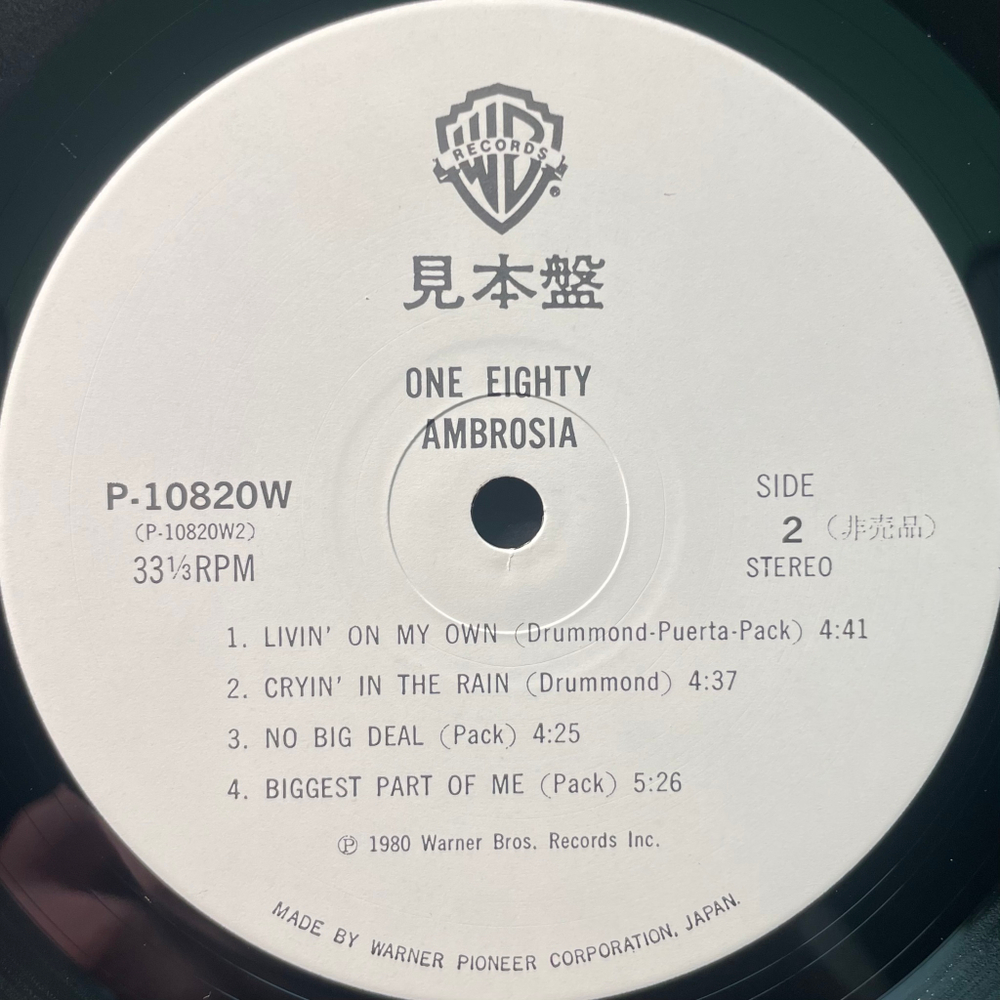 WB
RECORDS
®
見本盤
ONE EIGHTY
AMBROSIA
P-10820W
(P-10820W2)
33⅓RPM
SIDE
2 (非売品)
STEREO
1. LIVIN' ON MY OWN (Drummond-Puerta-Pack) 4:41
2. CRYIN' IN THE RAIN (Drummond) 4:37
3. NO BIG DEAL (Pack) 4:25
4. BIGGEST PART OF ME (Pack) 5:26
Ⓟ 1980 Warner Bros. Records Inc.
MADE BY WARNER PIONEER CORPORATION, JAPAN.